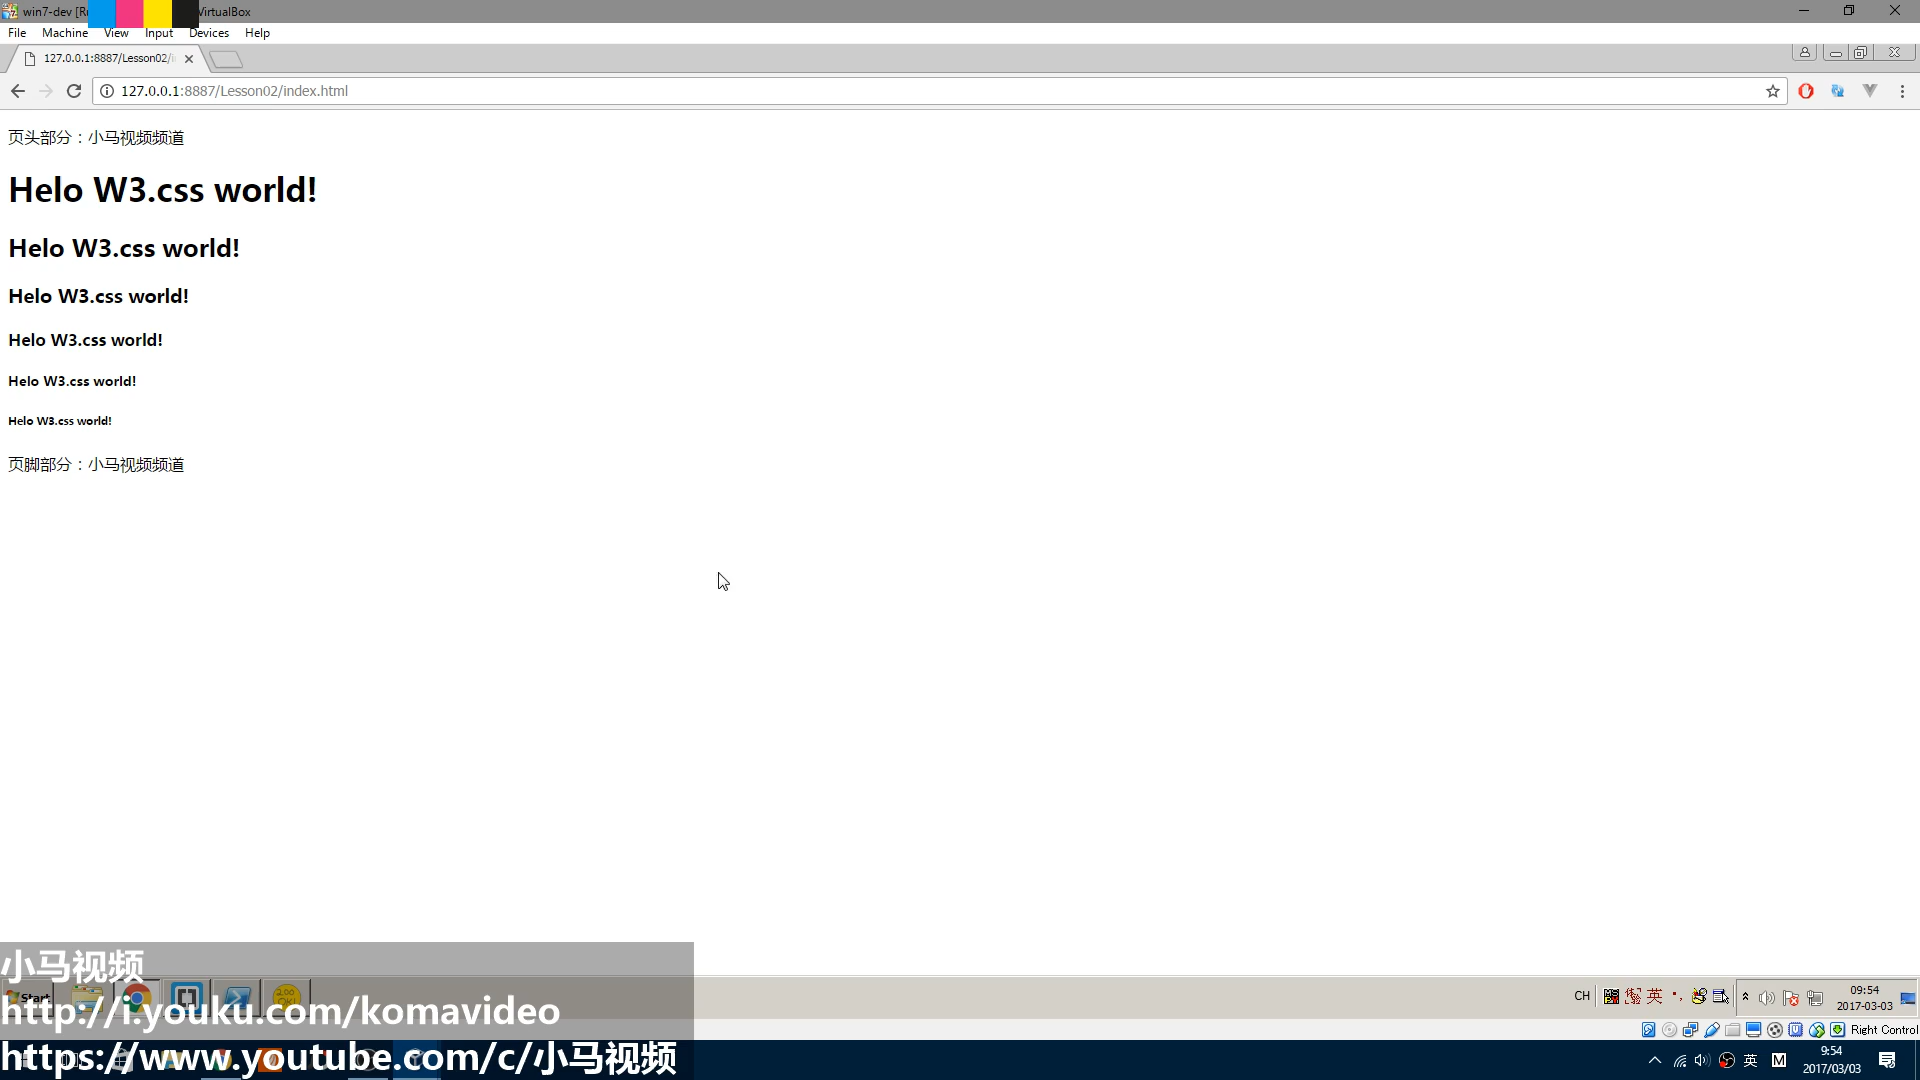 win7-dev [R
VirtualBox
File Machine View Input Devices Help
127.0.0.1:8887/Lesson02/i
127.0.0.1:8887/Lesson02/index.html
页头部分：小马视频频道
Helo W3.css world!
Helo W3.css world!
Helo W3.css world!
Helo W3.css world!
Helo W3.css world!
Helo W3.css world!
页脚部分：小马视频频道
小马视频
Start
http://i.youku.com/komavideo
https://www.youtube.com/c/小马视频
CH
英
09:54
2017-03-03
Right Control
英
M
9:54
2017/03/03